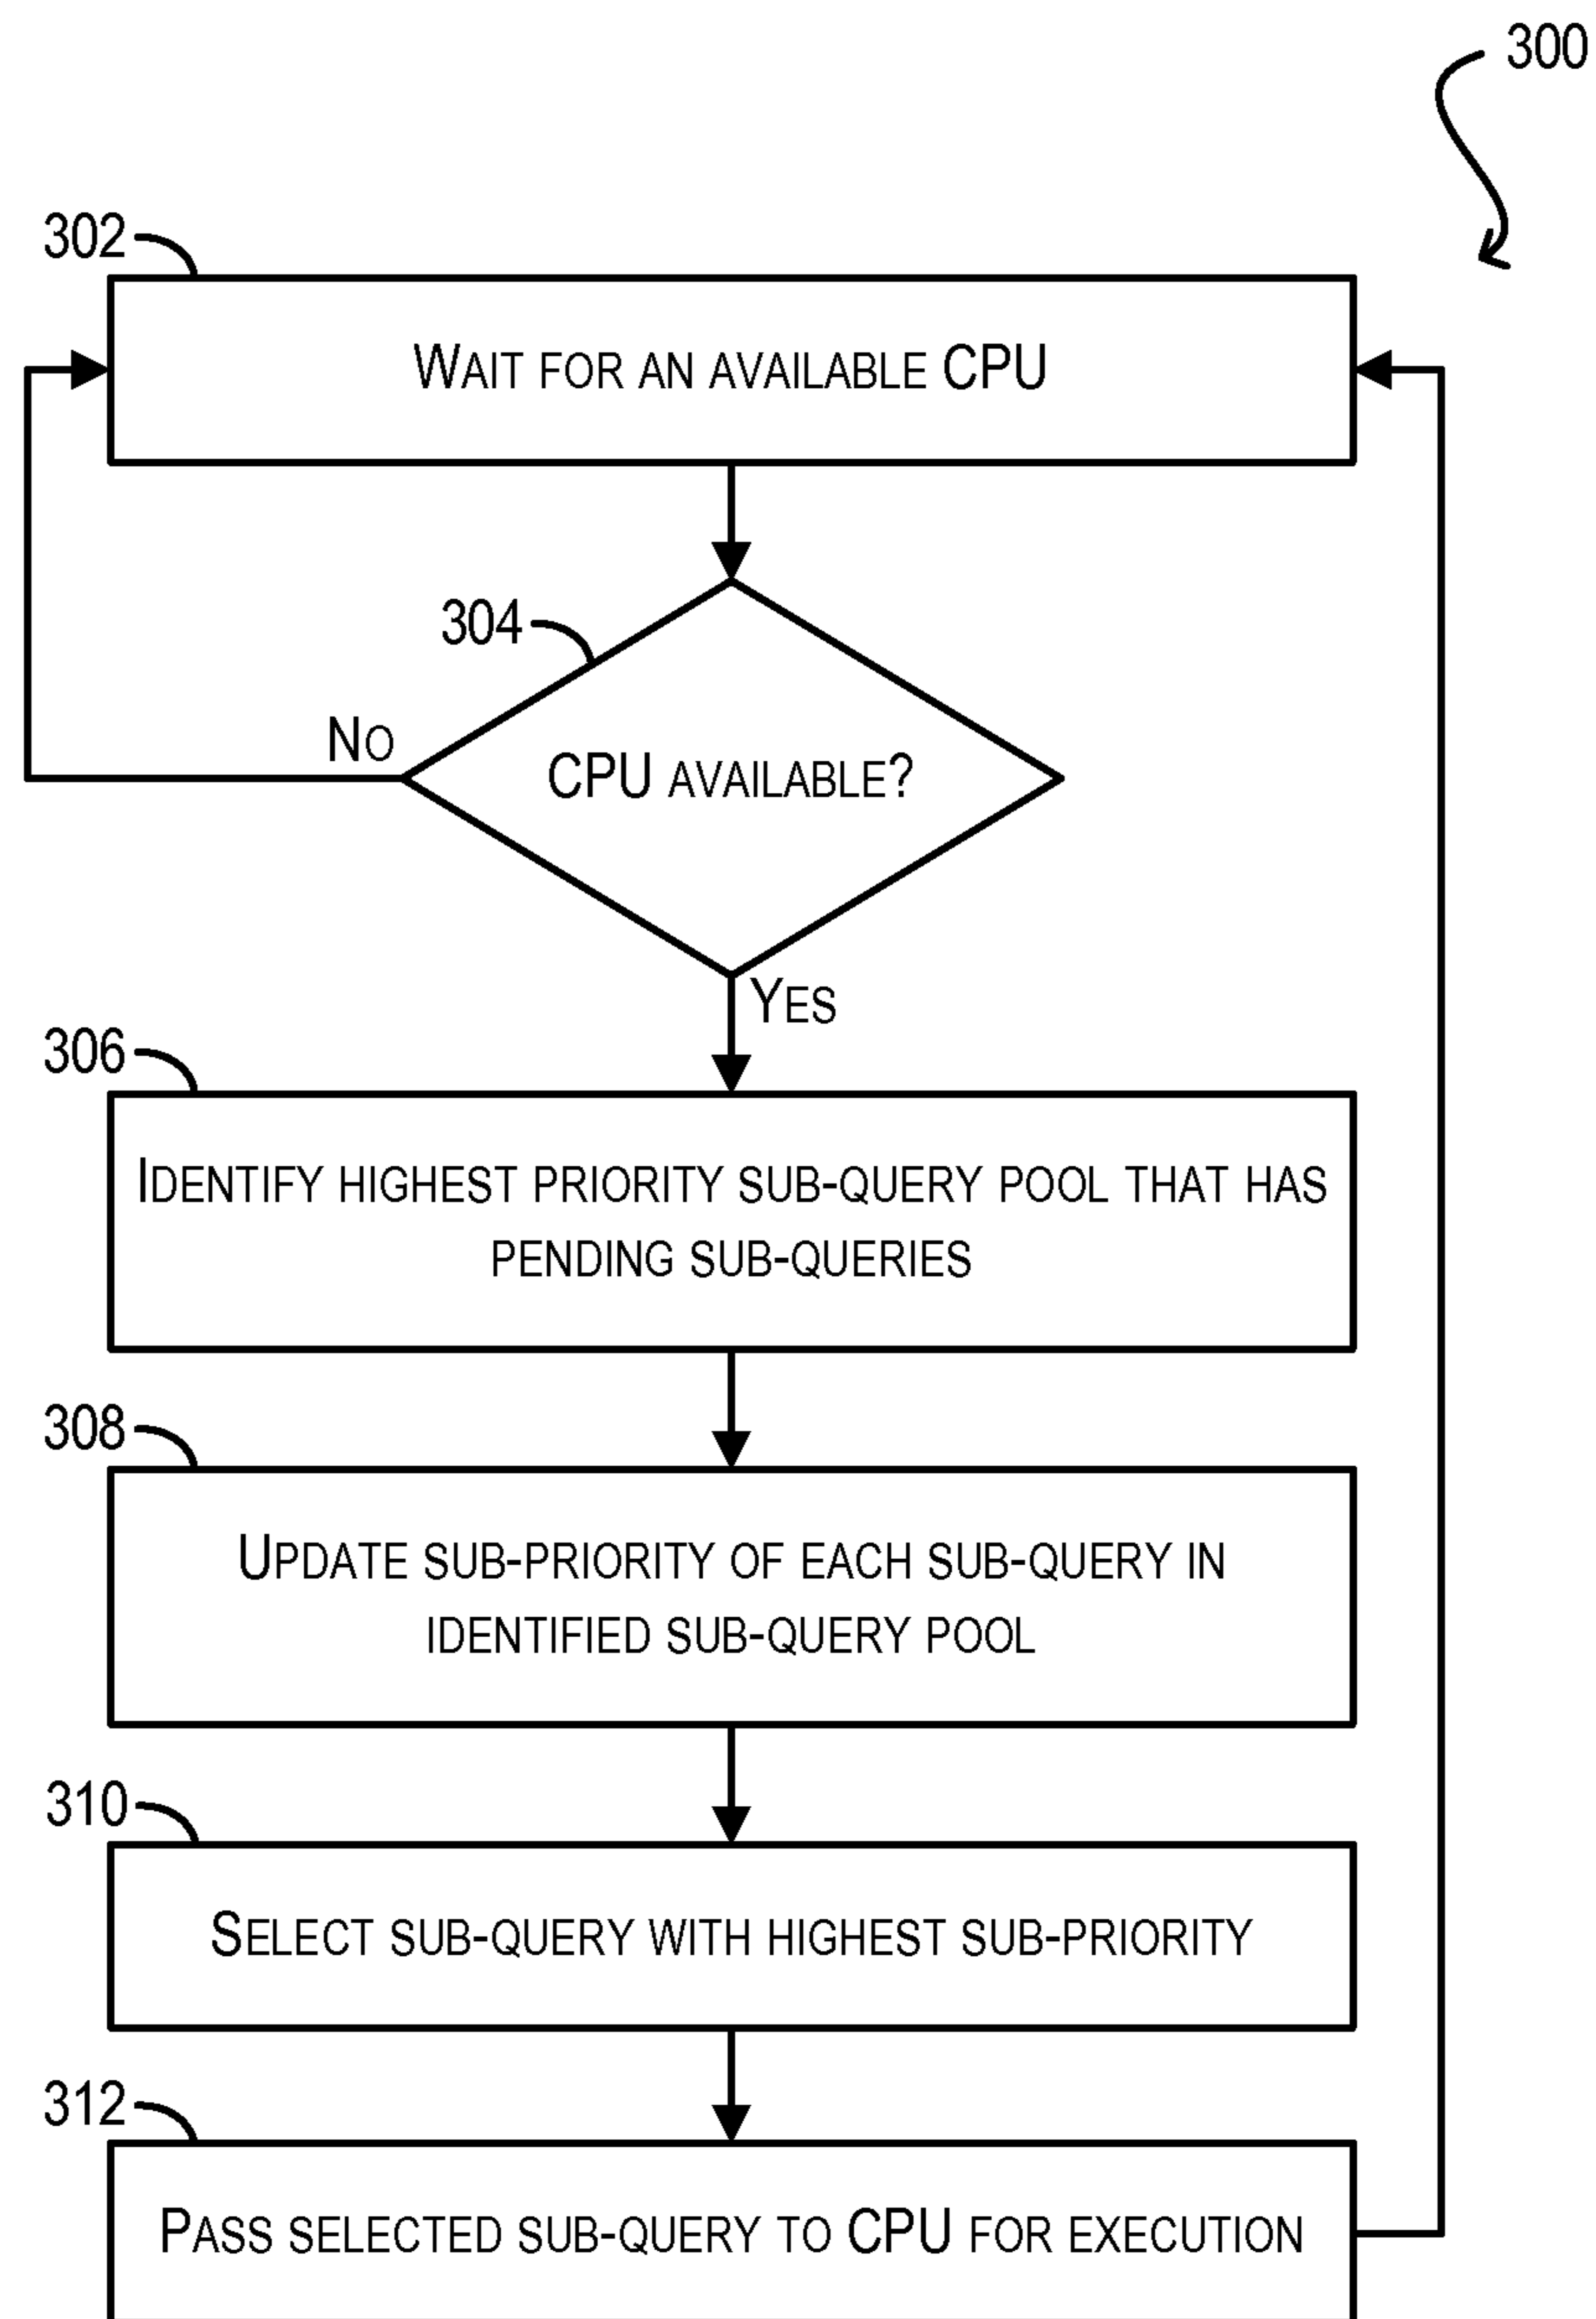 300
302
Wait for an available CPU
304
No
CPU available?
Yes
306
Identify highest priority sub-query pool that has
pending sub-queries
308
Update sub-priority of each sub-query in
identified sub-query pool
310
Select sub-query with highest sub-priority
312
Pass selected sub-query to CPU for execution